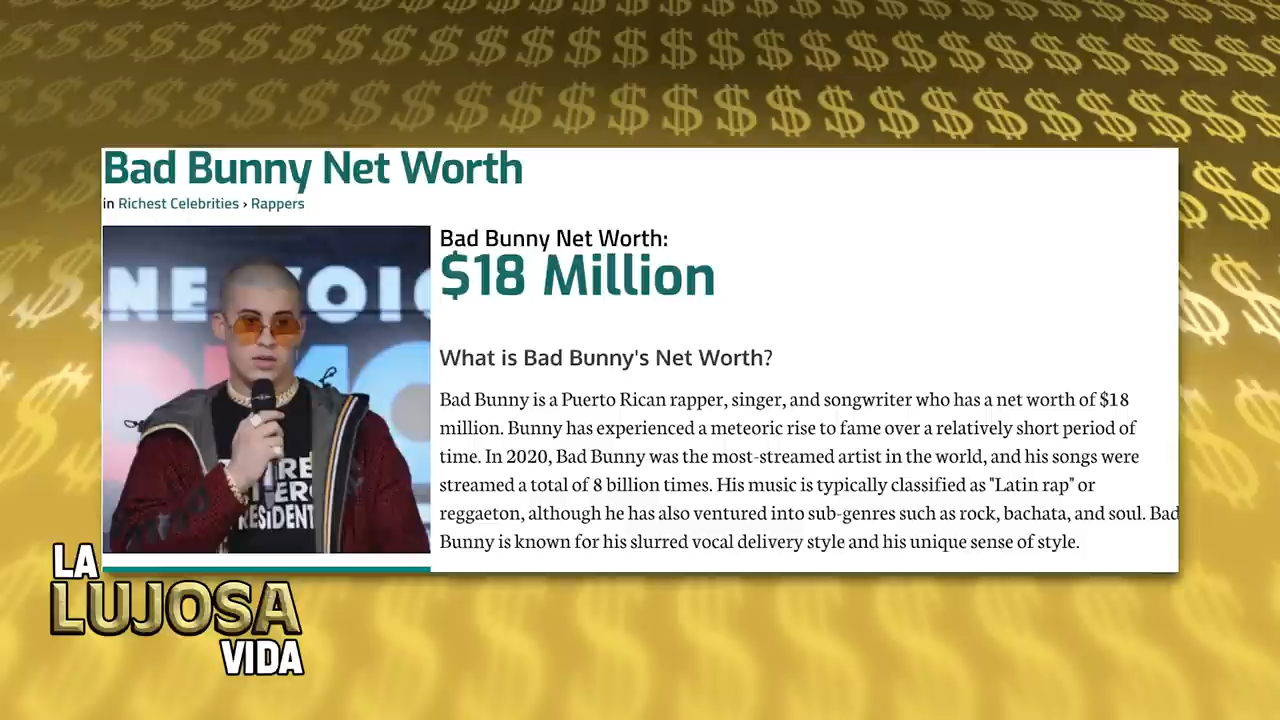 Bad Bunny Net Worth
in Richest Celebrities › Rappers
Bad Bunny Net Worth:
$18 Million
What is Bad Bunny's Net Worth?
Bad Bunny is a Puerto Rican rapper, singer, and songwriter who has a net worth of $18
million. Bunny has experienced a meteoric rise to fame over a relatively short period of
time. In 2020, Bad Bunny was the most-streamed artist in the world, and his songs were
streamed a total of 8 billion times. His music is typically classified as "Latin rap" or
reggaeton, although he has also ventured into sub-genres such as rock, bachata, and soul. Bad
Bunny is known for his slurred vocal delivery style and his unique sense of style.
NE VOIC
RESIDENT
LA
LUJOSA
VIDA